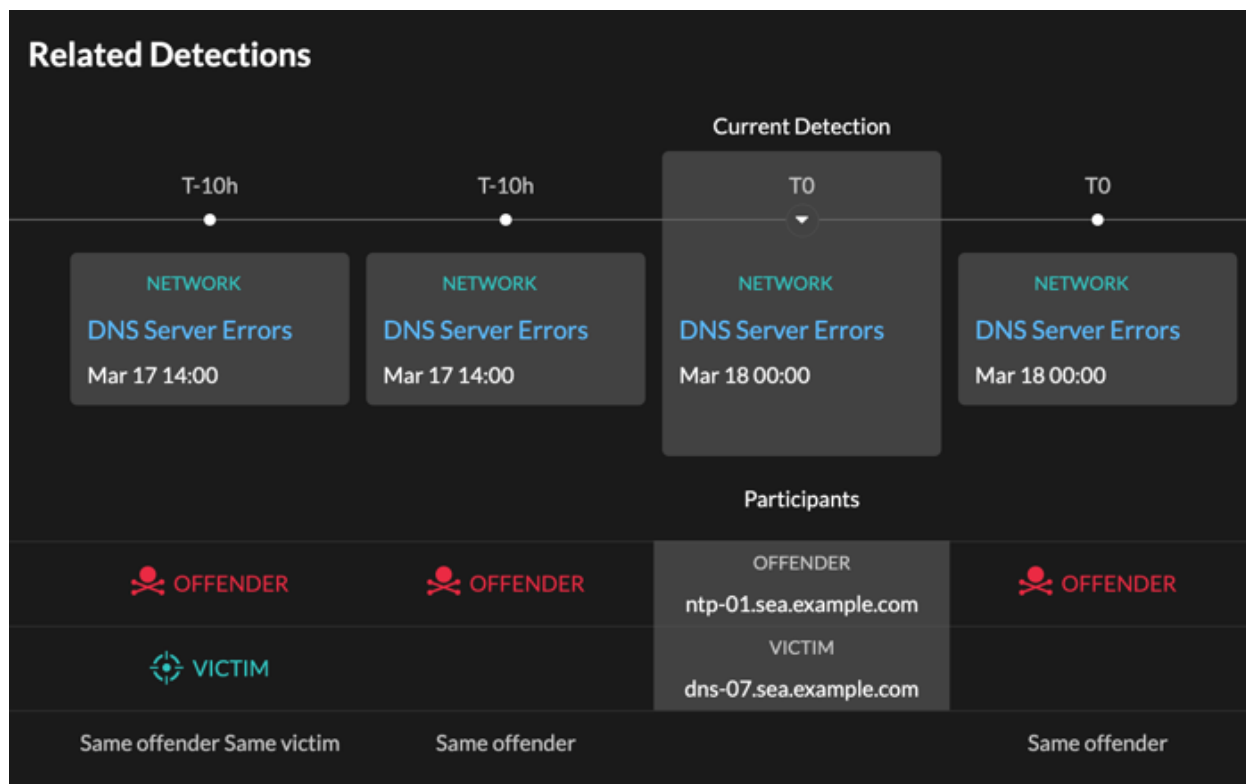 Related Detections
Current Detection
T-10h T-10h T0 T0
NETWORK NETWORK NETWORK NETWORK
DNS Server Errors DNS Server Errors DNS Server Errors DNS Server Errors
Mar 17 14:00 Mar 17 14:00 Mar 18 00:00 Mar 18 00:00
Participants
OFFENDER
OFFENDER OFFENDER OFFENDER
ntp-01.sea.example.com
VICTIM
VICTIM
dns-07.sea.example.com
Same offender Same victim Same offender Same offender